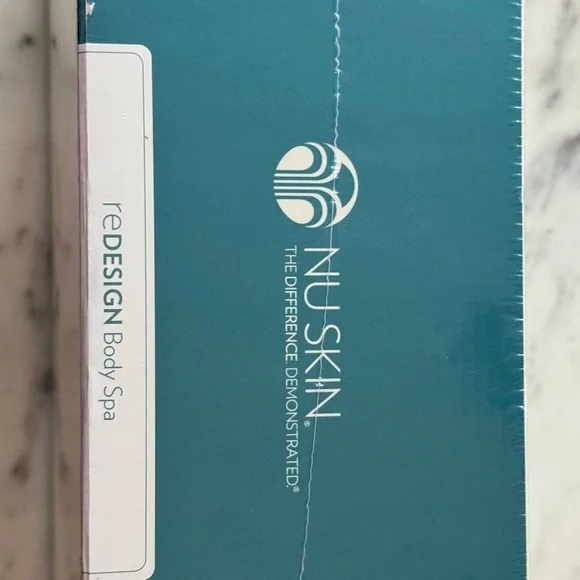 NU SKIN®
THE DIFFERENCE. DEMONSTRATED.®
reDESIGN Body Spa